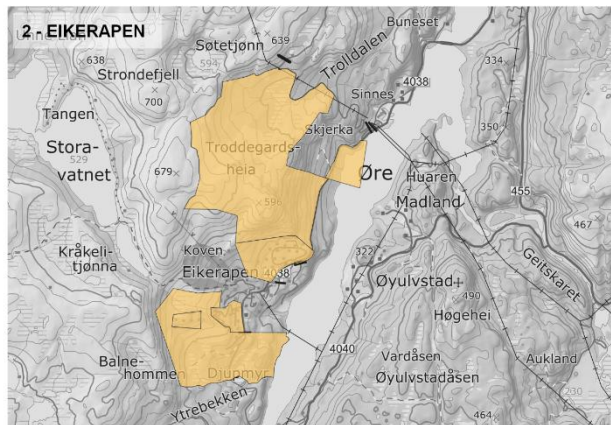 2 - EIKERAPEN
Buneset
Søtetjønn
639
594
638
Strondefjell
Trolldalen
4038
334
Sinnes
700
Tangen
Skjerka
350
Stora-
vatnet
529
Troddegards-
heia
Øre
679
Huaren
455
Madland
596
467
Kråkeli-
tjønna
Koven
322
Geitskaret
Eikerapen
4038
Øyulvstad
490
Høgehei
4040
Vardåsen
Balne-
hommen
Aukland
Djupmyr
Øyulvstadåsen
230
Ytrebekken
464